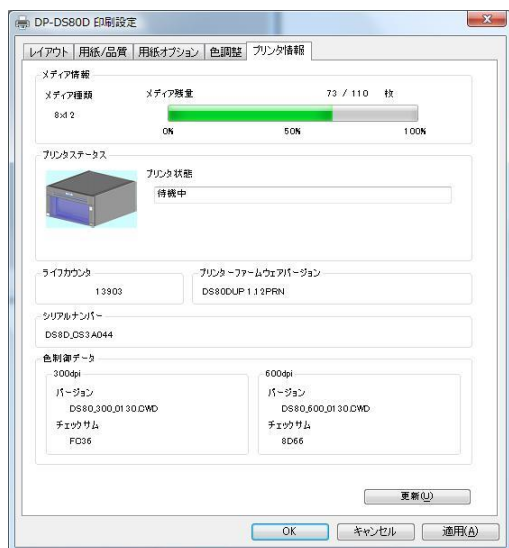 DP-DS80D 印刷設定
レイアウト 用紙/品質 用紙オプション 色調整 プリンタ情報
メディア情報
メディア種類 メディア残量 73 / 110 枚
8x12
0% 50% 100%
プリンタステータス
プリンタ状態
待機中
ライフカウンタ プリンターファームウェアバージョン
13903 DS80DUP 1.12PRN
シリアルナンバー
DS8D,CS3A044
色制御データ
300dpi 600dpi
バージョン バージョン
DS80,300,0130.CWD DS80,600,0130.CWD
チェックサム チェックサム
FC36 8D66
更新(U)
OK キャンセル 適用(A)